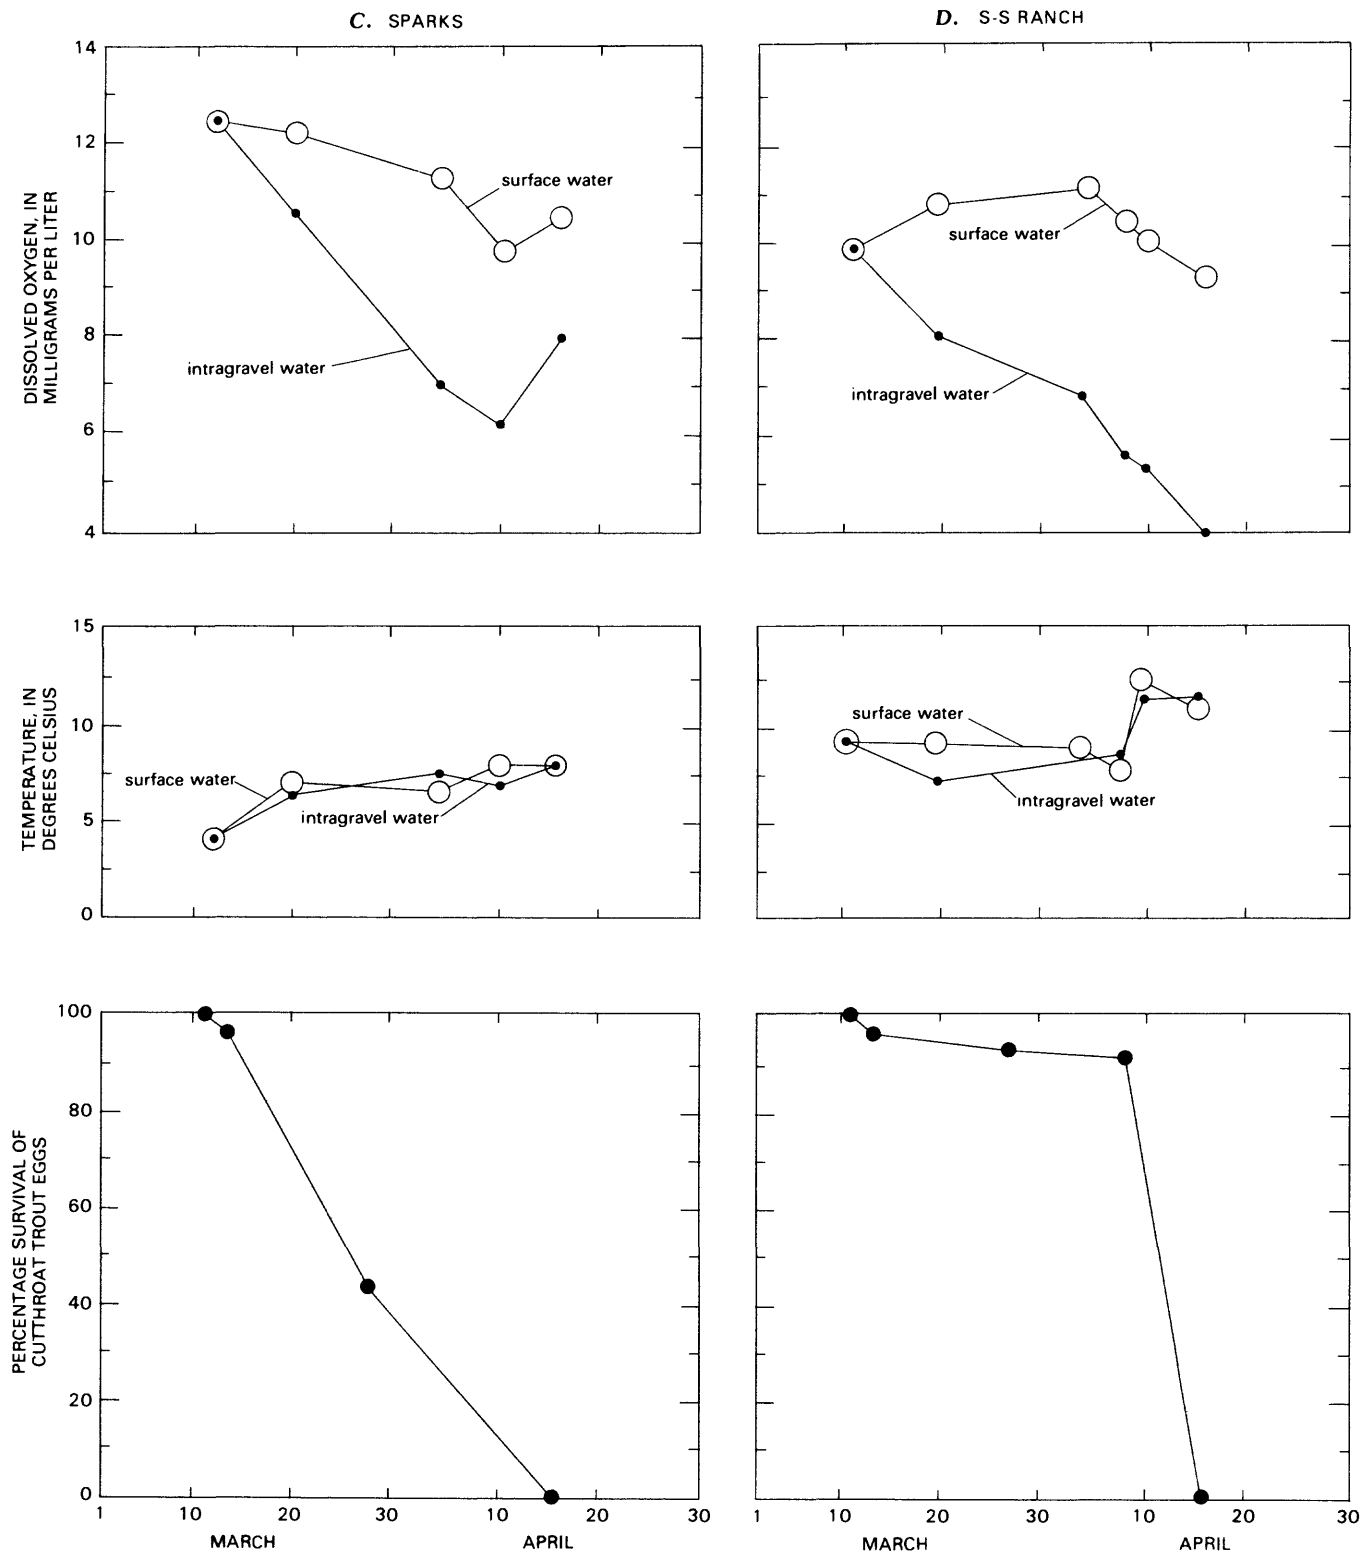 C. SPARKS
D. S-S RANCH
DISSOLVED OXYGEN, IN
MILLIGRAMS PER LITER
14
12
10
8
6
4
surface water
intragravel water
surface water
intragravel water
TEMPERATURE, IN
DEGREES CELSIUS
15
10
5
0
surface water
intragravel water
surface water
intragravel water
PERCENTAGE SURVIVAL OF
CUTTHROAT TROUT EGGS
100
80
60
40
20
0
1 10 20 30 10 20 30
MARCH APRIL
1 10 20 30 10 20 30
MARCH APRIL